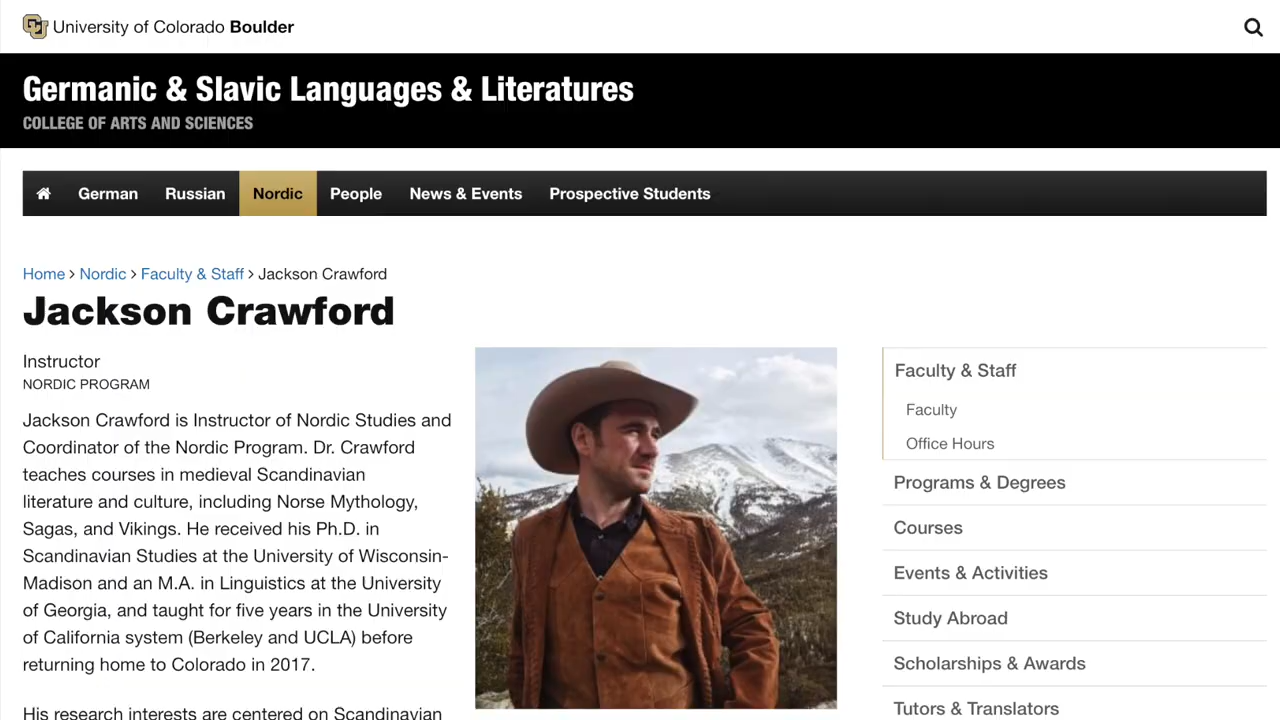 University of Colorado Boulder
Germanic & Slavic Languages & Literatures
COLLEGE OF ARTS AND SCIENCES
German Russian Nordic People News & Events Prospective Students
Home > Nordic > Faculty & Staff > Jackson Crawford
Jackson Crawford
Instructor
NORDIC PROGRAM
Jackson Crawford is Instructor of Nordic Studies and
Coordinator of the Nordic Program. Dr. Crawford
teaches courses in medieval Scandinavian
literature and culture, including Norse Mythology,
Sagas, and Vikings. He received his Ph.D. in
Scandinavian Studies at the University of Wisconsin-
Madison and an M.A. in Linguistics at the University
of Georgia, and taught for five years in the University
of California system (Berkeley and UCLA) before
returning home to Colorado in 2017.
His research interests are centered on Scandinavian
Faculty & Staff
Faculty
Office Hours
Programs & Degrees
Courses
Events & Activities
Study Abroad
Scholarships & Awards
Tutors & Translators